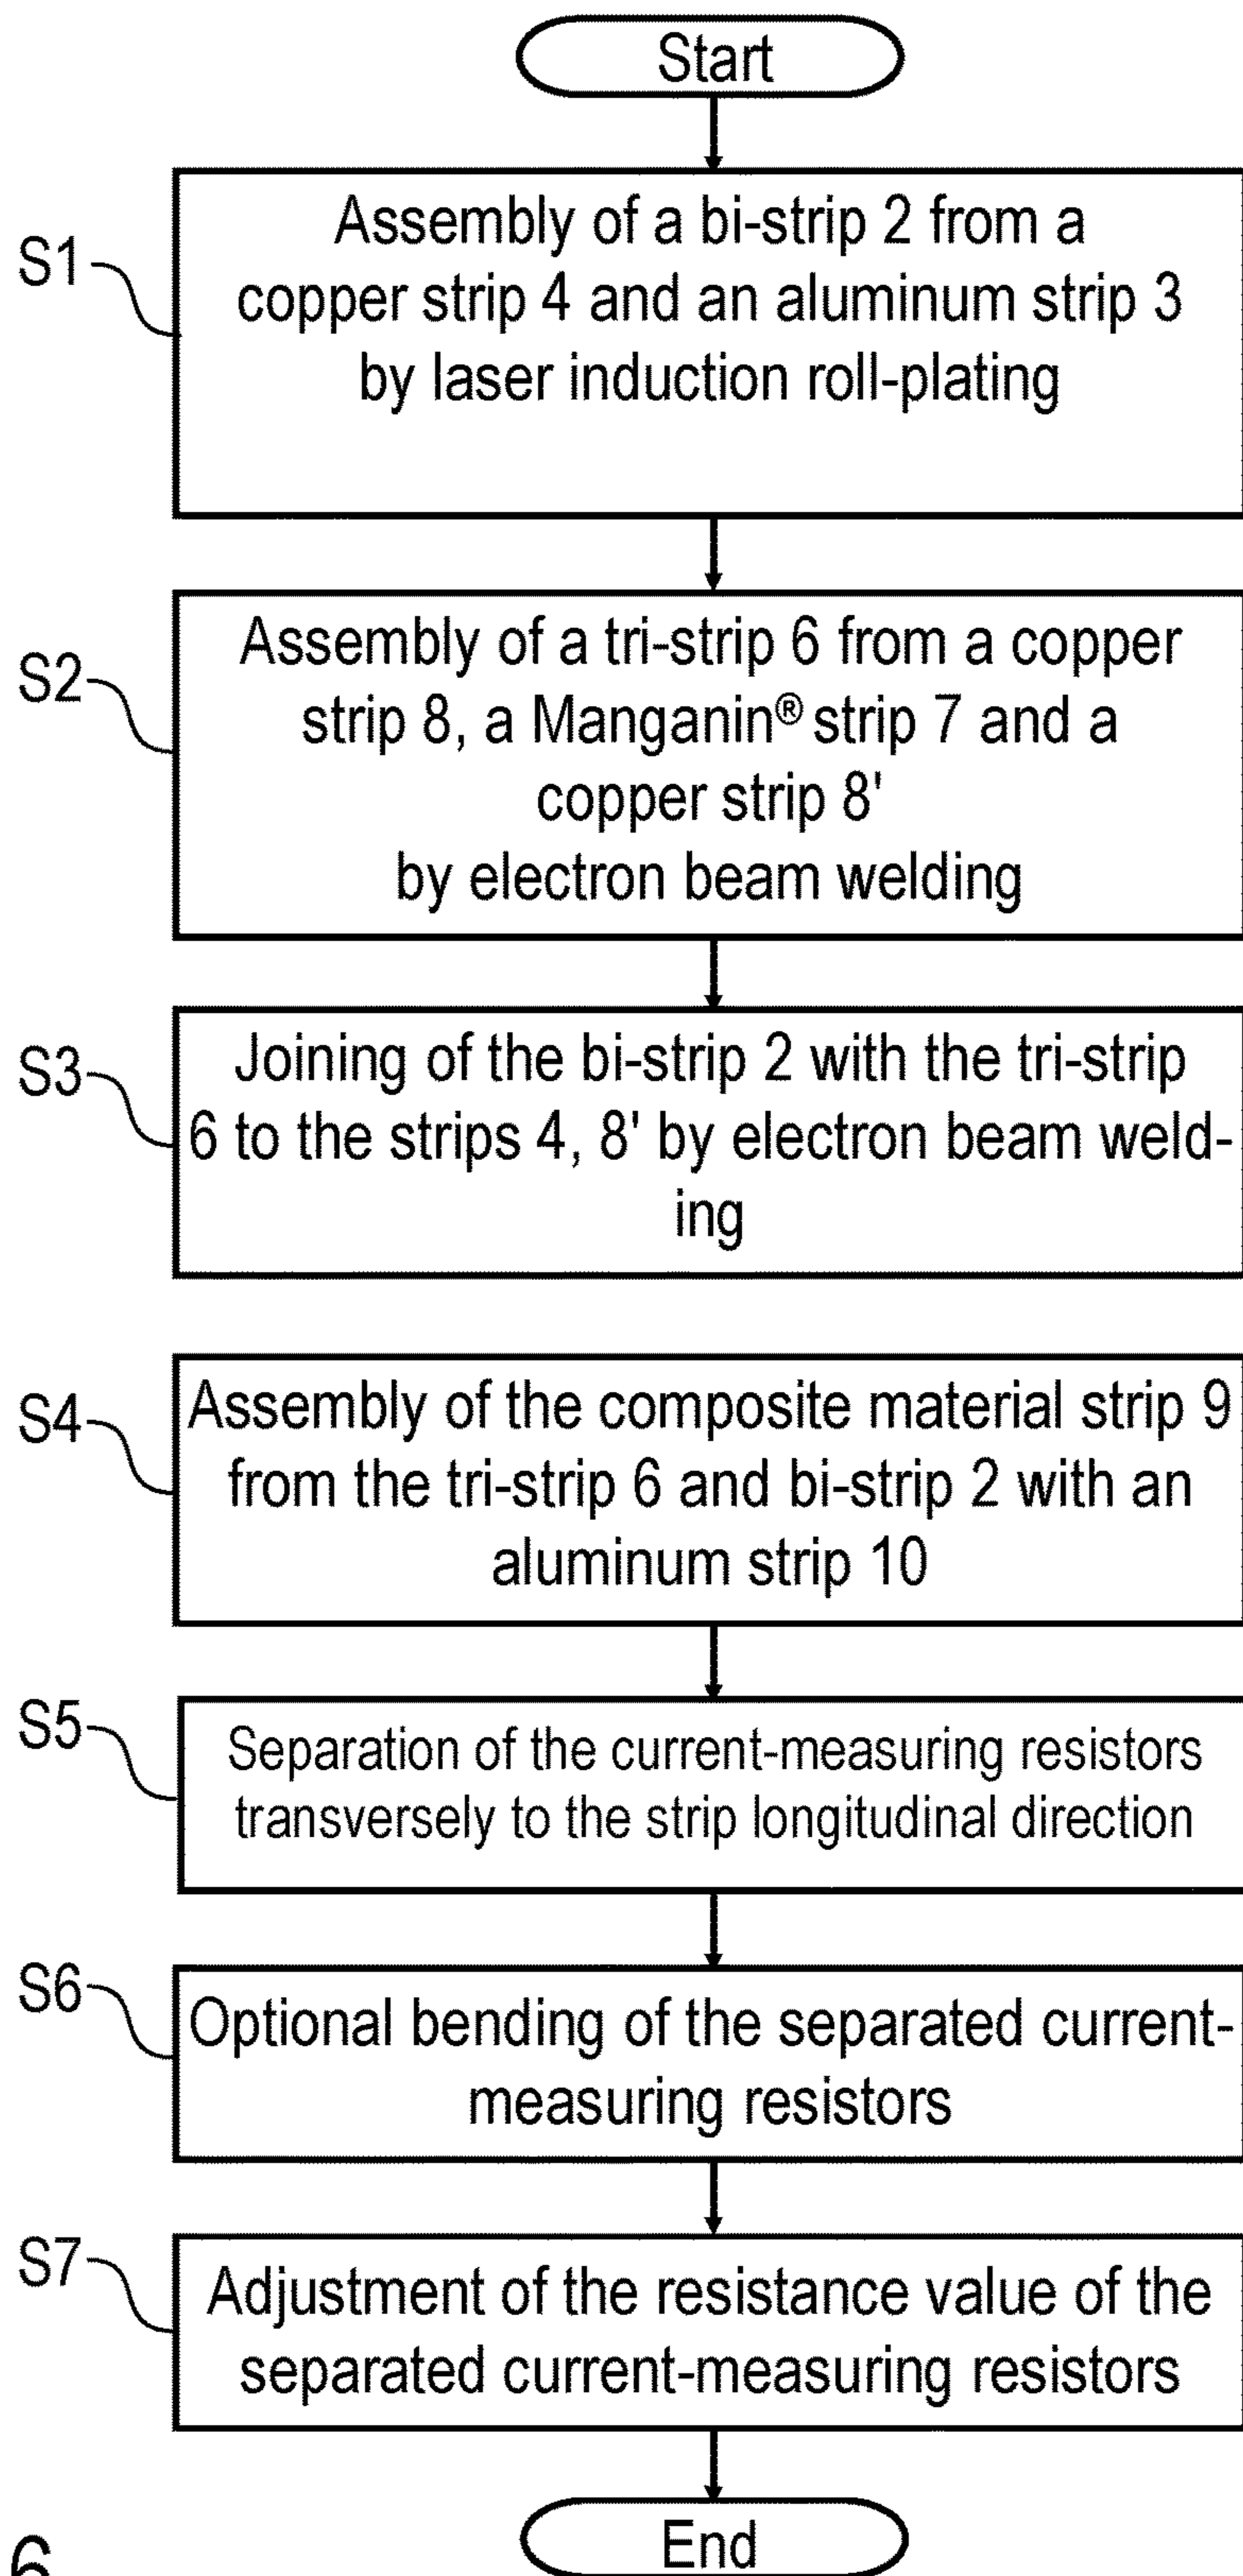 Start
S1
Assembly of a bi-strip 2 from a
copper strip 4 and an aluminum strip 3
by laser induction roll-plating
S2
Assembly of a tri-strip 6 from a copper
strip 8, a Manganin® strip 7 and a
copper strip 8'
by electron beam welding
S3
Joining of the bi-strip 2 with the tri-strip
6 to the strips 4, 8' by electron beam weld-
ing
S4
Assembly of the composite material strip 9
from the tri-strip 6 and bi-strip 2 with an
aluminum strip 10
S5
Separation of the current-measuring resistors
transversely to the strip longitudinal direction
S6
Optional bending of the separated current-
measuring resistors
S7
Adjustment of the resistance value of the
separated current-measuring resistors
End
6